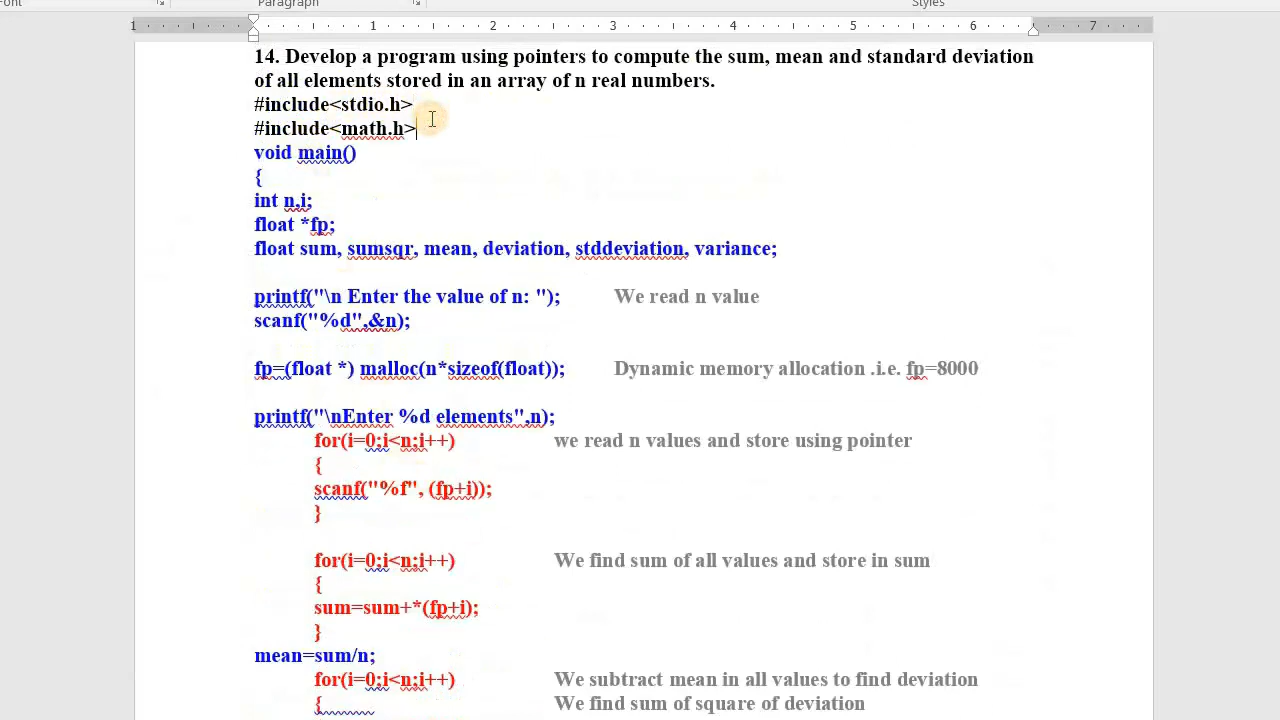 Font Paragraph Styles
1 1 2 3 4 5 6 7
14. Develop a program using pointers to compute the sum, mean and standard deviation
of all elements stored in an array of n real numbers.
#include<stdio.h>
#include<math.h>
void main()
{
int n,i;
float *fp;
float sum, sumsqr, mean, deviation, stddeviation, variance;
printf("\n Enter the value of n: "); We read n value
scanf("%d",&n);
fp=(float *) malloc(n*sizeof(float)); Dynamic memory allocation .i.e. fp=8000
printf("\nEnter %d elements",n);
for(i=0;i<n;i++) we read n values and store using pointer
{
scanf("%f", (fp+i));
}
for(i=0;i<n;i++) We find sum of all values and store in sum
{
sum=sum+*(fp+i);
}
mean=sum/n;
for(i=0;i<n;i++) We subtract mean in all values to find deviation
{ We find sum of square of deviation